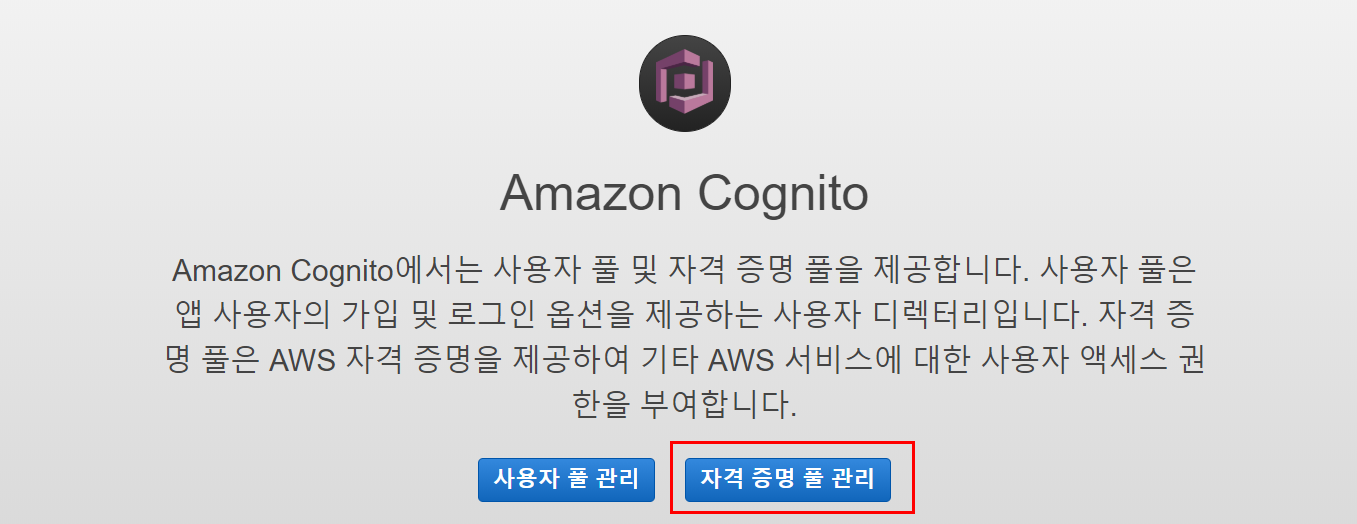 Amazon Cognito
Amazon Cognito에서는 사용자 풀 및 자격 증명 풀을 제공합니다. 사용자 풀은
앱 사용자의 가입 및 로그인 옵션을 제공하는 사용자 디렉터리입니다. 자격 증
명 풀은 AWS 자격 증명을 제공하여 기타 AWS 서비스에 대한 사용자 액세스 권
한을 부여합니다.
사용자 풀 관리 자격 증명 풀 관리